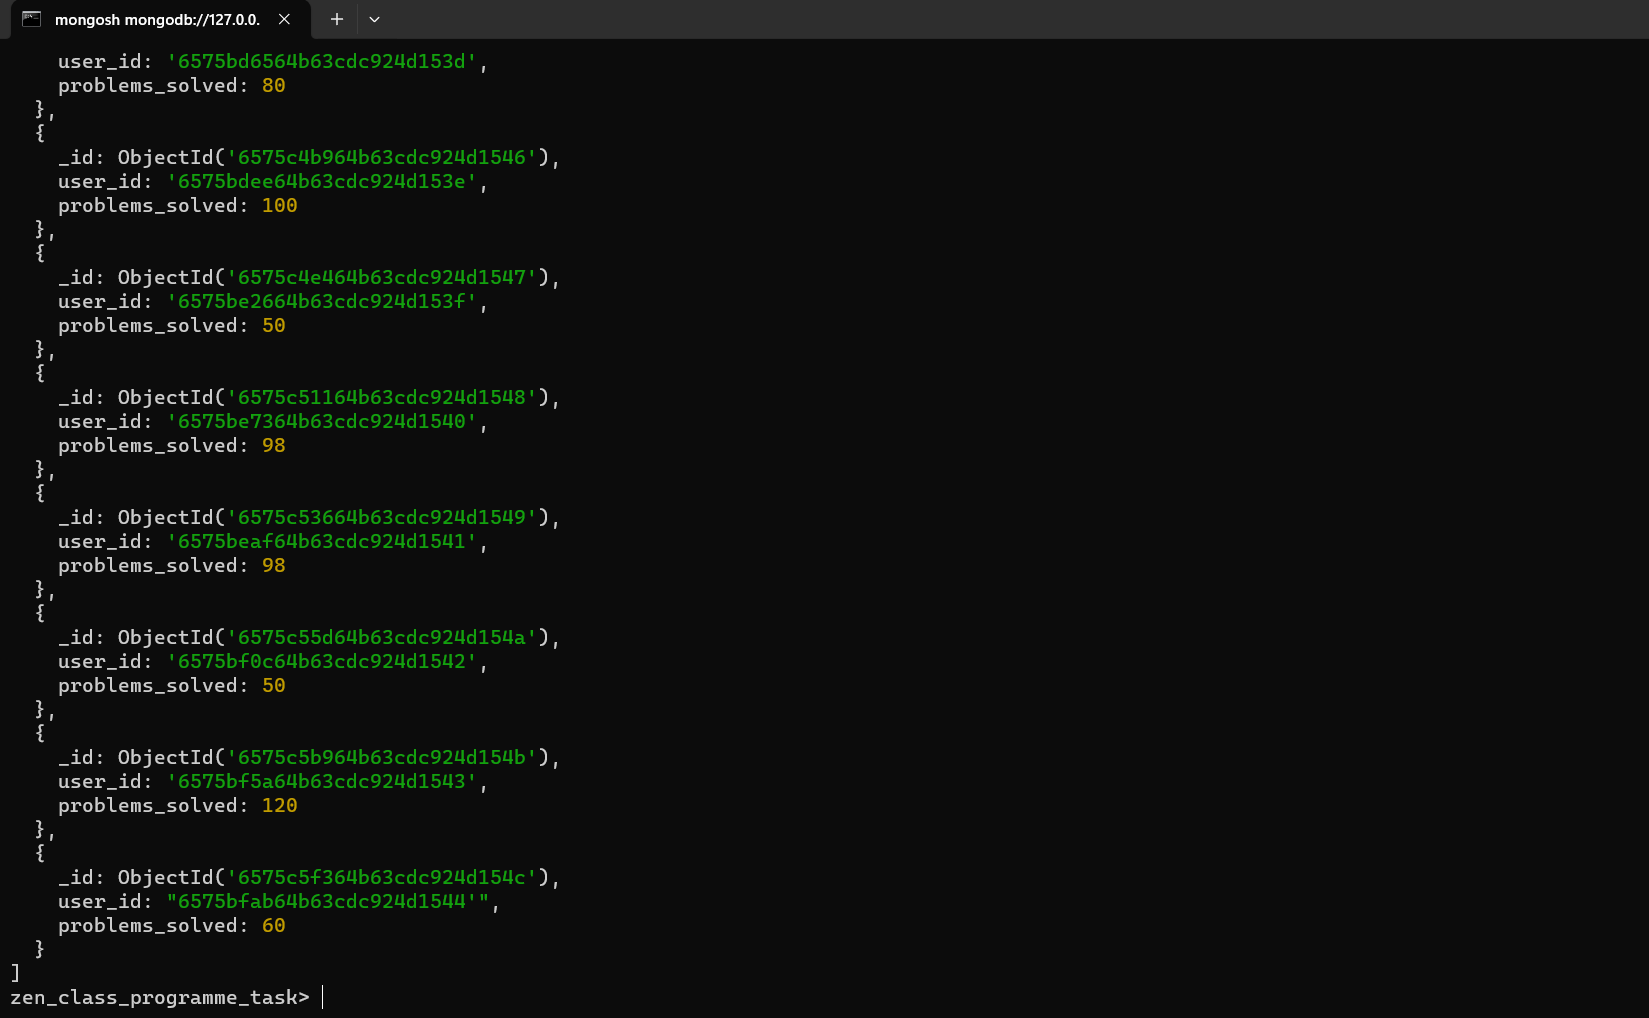 mongosh mongodb://127.0.0.
user_id: '6575bd6564b63cdc924d153d',
problems_solved: 80
},
{
_id: ObjectId('6575c4b964b63cdc924d1546'),
user_id: '6575bdee64b63cdc924d153e',
problems_solved: 100
},
{
_id: ObjectId('6575c4e464b63cdc924d1547'),
user_id: '6575be2664b63cdc924d153f',
problems_solved: 50
},
{
_id: ObjectId('6575c51164b63cdc924d1548'),
user_id: '6575be7364b63cdc924d1540',
problems_solved: 98
},
{
_id: ObjectId('6575c53664b63cdc924d1549'),
user_id: '6575beaf64b63cdc924d1541',
problems_solved: 98
},
{
_id: ObjectId('6575c55d64b63cdc924d154a'),
user_id: '6575bf0c64b63cdc924d1542',
problems_solved: 50
},
{
_id: ObjectId('6575c5b964b63cdc924d154b'),
user_id: '6575bf5a64b63cdc924d1543',
problems_solved: 120
},
{
_id: ObjectId('6575c5f364b63cdc924d154c'),
user_id: "6575bfab64b63cdc924d1544'",
problems_solved: 60
}
]
zen_class_programme_task>